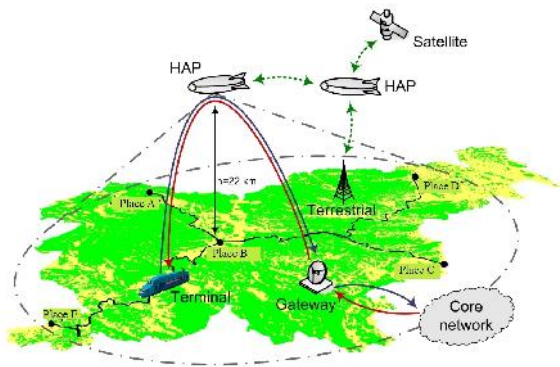 Satellite
HAP
HAP
h=22 km
Place A
Place D
Terrestrial
Place B
Place C
Terminal
Gateway
Core
network
Place E